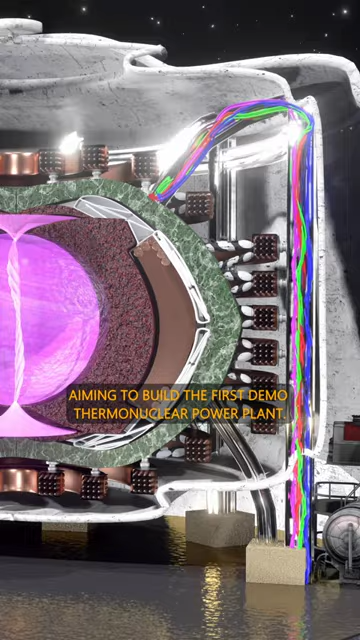 AIMING TO BUILD THE FIRST DEMO
THERMONUCLEAR POWER PLANT.